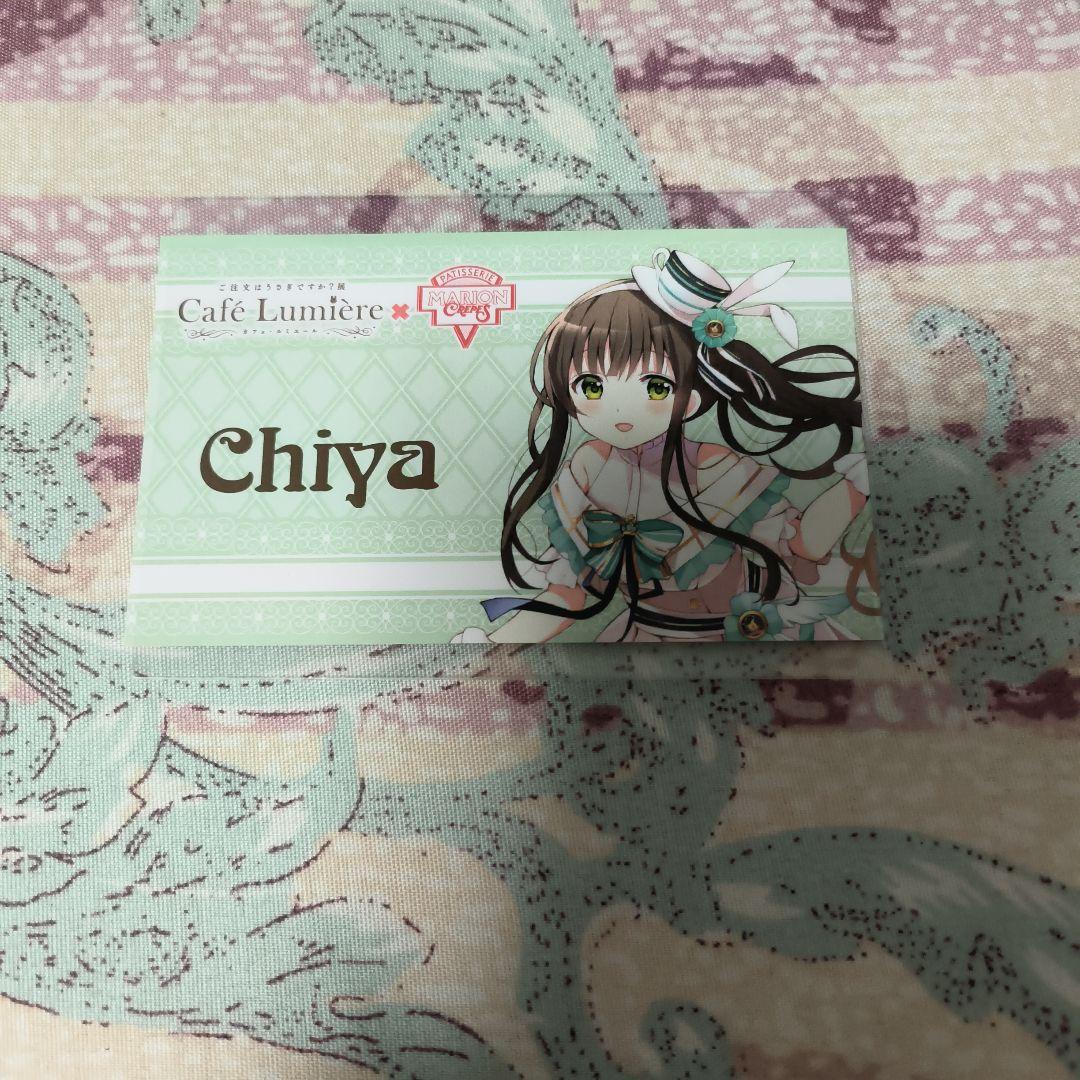 ご注文はうさぎですか?展
Café Lumière
カフェ・ルミエール
×
PATISSERIE
MARION
CRÊPES
Chiya